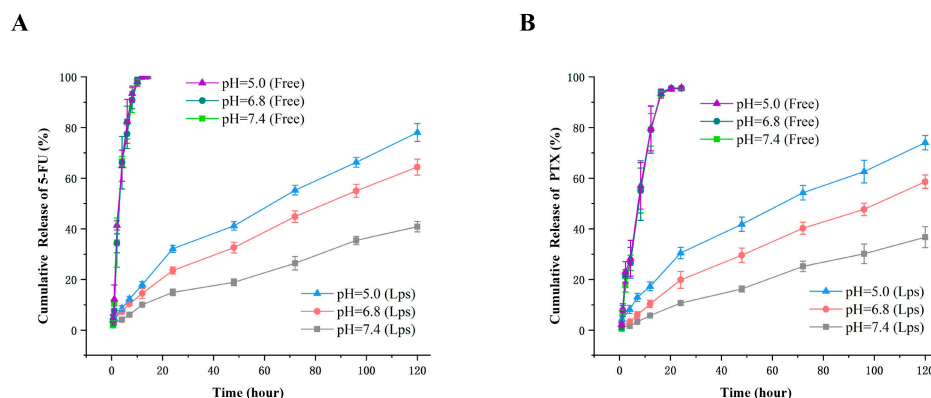 A
B
Cumulative Release of 5-FU (%)
100
80
60
40
20
0
pH=5.0 (Free)
pH=6.8 (Free)
pH=7.4 (Free)
pH=5.0 (Lps)
pH=6.8 (Lps)
pH=7.4 (Lps)
0 20 40 60 80 100 120
Time (hour)
Cumulative Release of PTX (%)
100
80
60
40
20
0
pH=5.0 (Free)
pH=6.8 (Free)
pH=7.4 (Free)
pH=5.0 (Lps)
pH=6.8 (Lps)
pH=7.4 (Lps)
0 20 40 60 80 100 120
Time (hour)